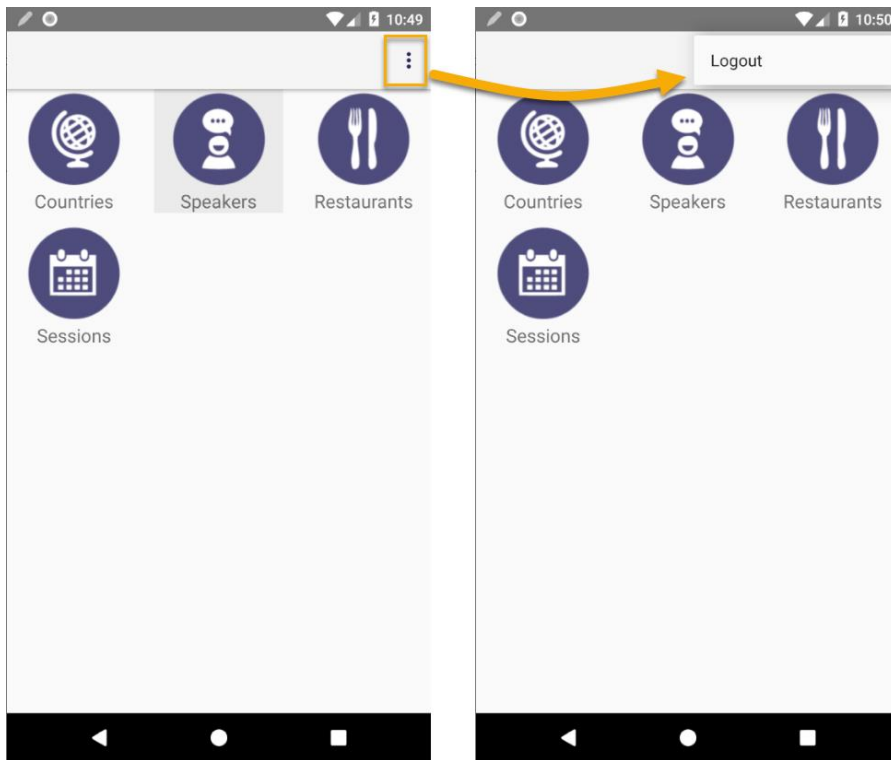 10:49
Countries
Speakers
Restaurants
Sessions
10:50
Logout
Countries
Speakers
Restaurants
Sessions